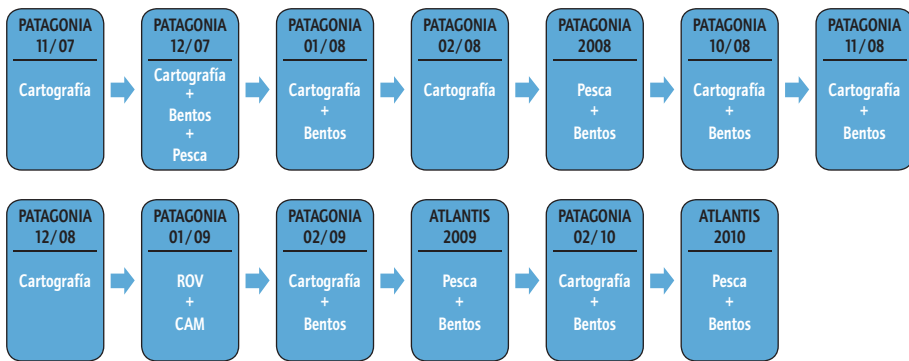 PATAGONIA
11/07
Cartografía
PATAGONIA
12/07
Cartografía
+
Bentos
+
Pesca
PATAGONIA
01/08
Cartografía
+
Bentos
PATAGONIA
02/08
Cartografía
PATAGONIA
2008
Pesca
+
Bentos
PATAGONIA
10/08
Cartografía
+
Bentos
PATAGONIA
11/08
Cartografía
+
Bentos
PATAGONIA
12/08
Cartografía
PATAGONIA
01/09
ROV
+
CAM
PATAGONIA
02/09
Cartografía
+
Bentos
ATLANTIS
2009
Pesca
+
Bentos
PATAGONIA
02/10
Cartografía
+
Bentos
ATLANTIS
2010
Pesca
+
Bentos